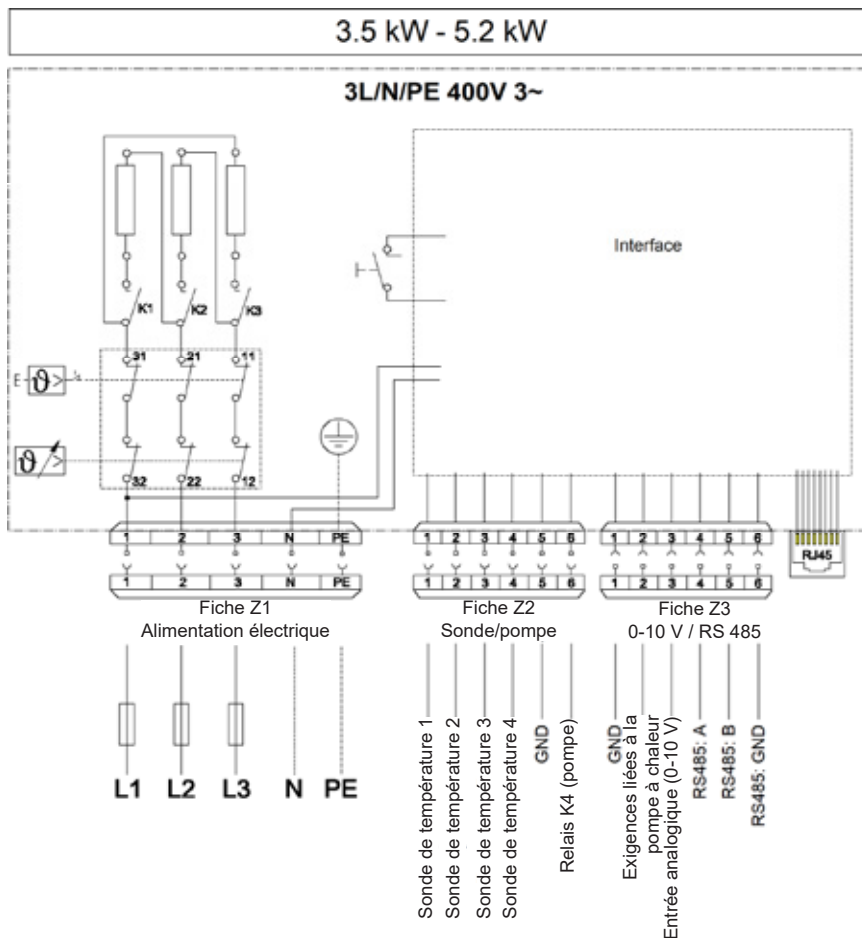 3.5 kW - 5.2 kW
3L/N/PE 400V 3~
Interface
K1 K2 K3
31 21 11
E ϑ >
ϑ >
32 22 12
1 2 3 N PE
1 2 3 4 5 6
1 2 3 4 5 6
RJ45
1 2 3 N PE
1 2 3 4 5 6
1 2 3 4 5 6
Fiche Z1
Alimentation électrique
Fiche Z2
Sonde/pompe
Fiche Z3
0-10 V / RS 485
L1 L2 L3 N PE
Sonde de température 1
Sonde de température 2
Sonde de température 3
Sonde de température 4
GND
Relais K4 (pompe)
GND
Exigences liées à la
pompe à chaleur
Entrée analogique (0-10 V)
RS485: A
RS485: B
RS485: GND